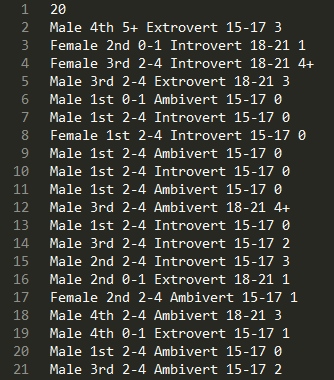 1 20
2 Male 4th 5+ Extrovert 15-17 3
3 Female 2nd 0-1 Introvert 18-21 1
4 Female 3rd 2-4 Introvert 18-21 4+
5 Male 3rd 2-4 Extrovert 18-21 3
6 Male 1st 0-1 Ambivert 15-17 0
7 Male 1st 2-4 Introvert 15-17 0
8 Female 1st 2-4 Introvert 15-17 0
9 Male 1st 2-4 Ambivert 15-17 0
10 Male 1st 2-4 Introvert 15-17 0
11 Male 1st 2-4 Ambivert 15-17 0
12 Male 3rd 2-4 Ambivert 18-21 4+
13 Male 1st 2-4 Introvert 15-17 0
14 Male 3rd 2-4 Introvert 15-17 2
15 Male 2nd 2-4 Introvert 15-17 3
16 Male 2nd 0-1 Extrovert 18-21 1
17 Female 2nd 2-4 Ambivert 15-17 1
18 Male 4th 2-4 Ambivert 18-21 3
19 Male 4th 0-1 Extrovert 15-17 1
20 Male 1st 2-4 Ambivert 15-17 0
21 Male 3rd 2-4 Ambivert 15-17 2